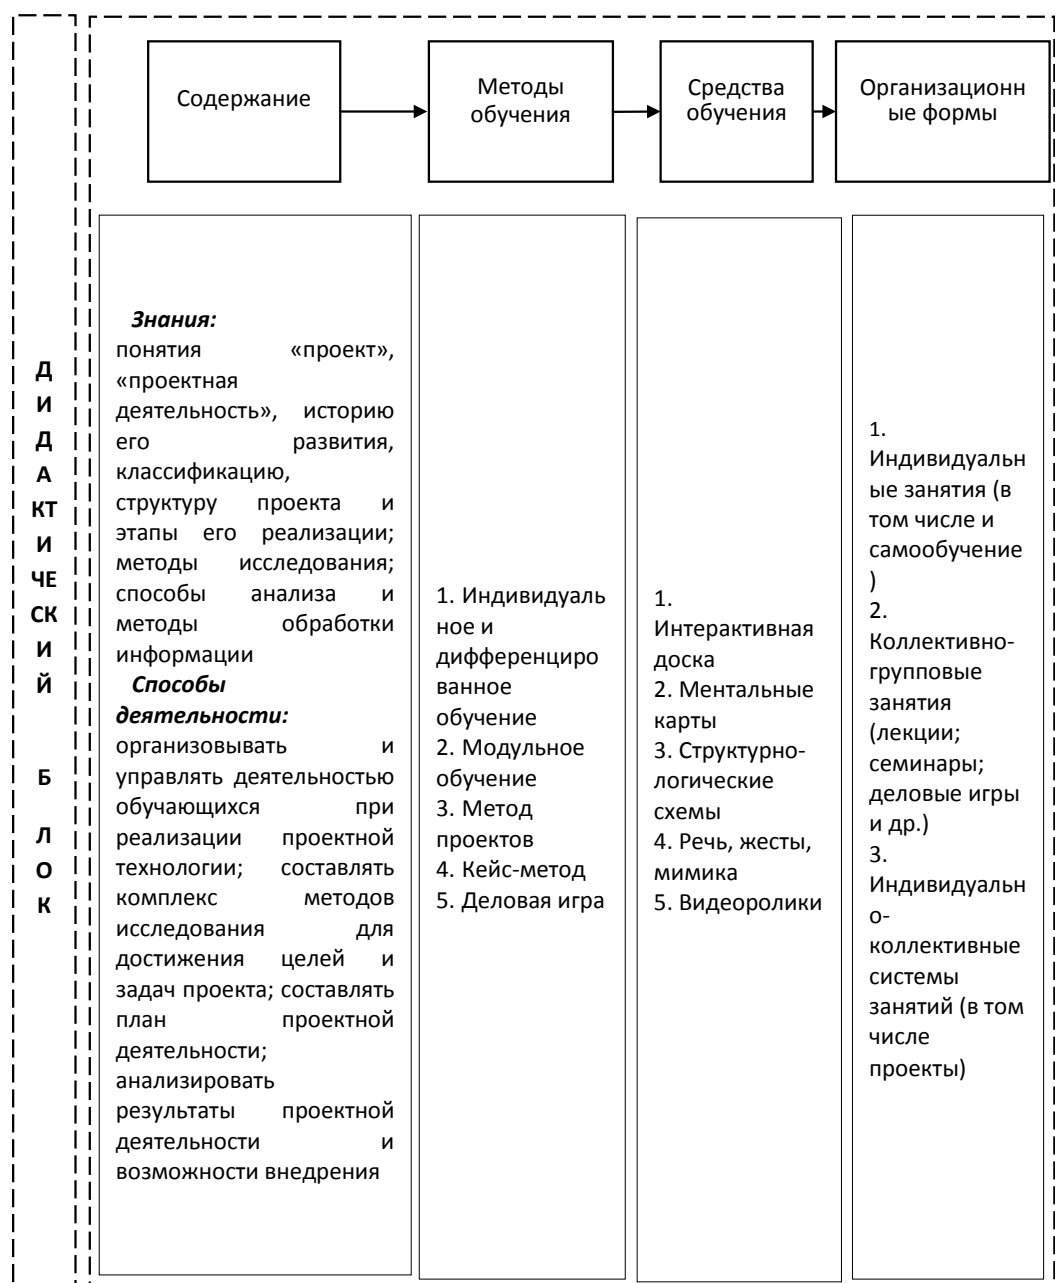 Содержание
Методы
обучения
Средства
обучения
Организационн
ые формы
Д
И
Д
А
КТ
И
ЧЕ
СК
И
Й
Б
Л
О
К
Знания:
понятия «проект»,
«проектная
деятельность», историю
его развития,
классификацию,
структуру проекта и
этапы его реализации;
методы исследования;
способы анализа и
методы обработки
информации
Способы
деятельности:
организовывать и
управлять деятельностью
обучающихся при
реализации проектной
технологии; составлять
комплекс методов
исследования для
достижения целей и
задач проекта; составлять
план проектной
деятельности;
анализировать
результаты проектной
деятельности и
возможности внедрения
1. Индивидуаль
ное и
дифференциро
ванное
обучение
2. Модульное
обучение
3. Метод
проектов
4. Кейс-метод
5. Деловая игра
1.
Интерактивная
доска
2. Ментальные
карты
3. Структурно-
логические
схемы
4. Речь, жесты,
мимика
5. Видеоролики
1.
Индивидуальн
ые занятия (в
том числе и
самообучение
)
2.
Коллективно-
групповые
занятия
(лекции;
семинары;
деловые игры
и др.)
3.
Индивидуальн
о-
коллективные
системы
занятий (в том
числе
проекты)